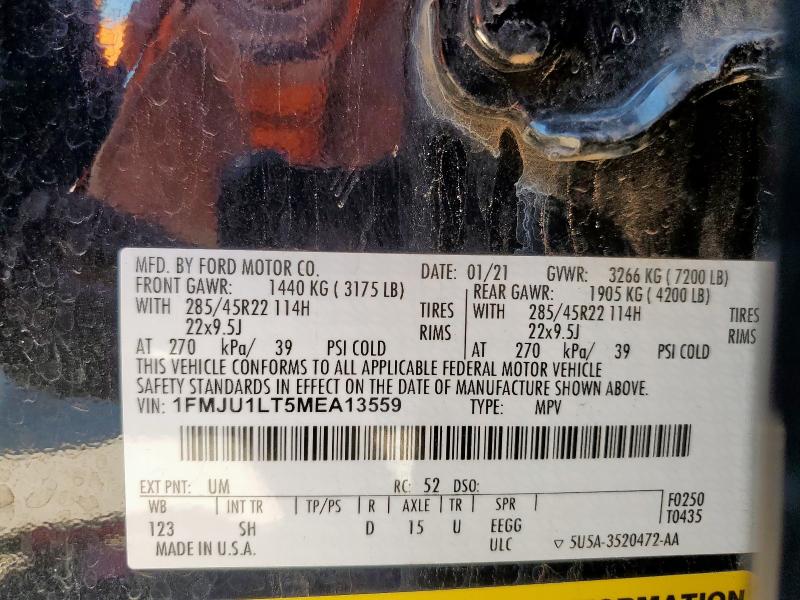 MFD. BY FORD MOTOR CO. DATE: 01/21 GVWR: 3266 KG ( 7200 LB)
FRONT GAWR: 1440 KG ( 3175 LB) REAR GAWR: 1905 KG ( 4200 LB)
WITH 285/45R22 114H TIRES WITH 285/45R22 114H TIRES
22x9.5J RIMS 22x9.5J RIMS
AT 270 kPa/ 39 PSI COLD AT 270 kPa/ 39 PSI COLD
THIS VEHICLE CONFORMS TO ALL APPLICABLE FEDERAL MOTOR VEHICLE
SAFETY STANDARDS IN EFFECT ON THE DATE OF MANUFACTURE SHOWN ABOVE.
VIN: 1FMJU1LT5MEA13559 TYPE: MPV
EXT PNT: UM RC: 52 DSO:
WB INT TR TP/PS R AXLE TR SPR F0250
123 SH D 15 U EEGG T0435
MADE IN U.S.A. ULC ▽ 5U5A-3520472-AA
INFORMATION